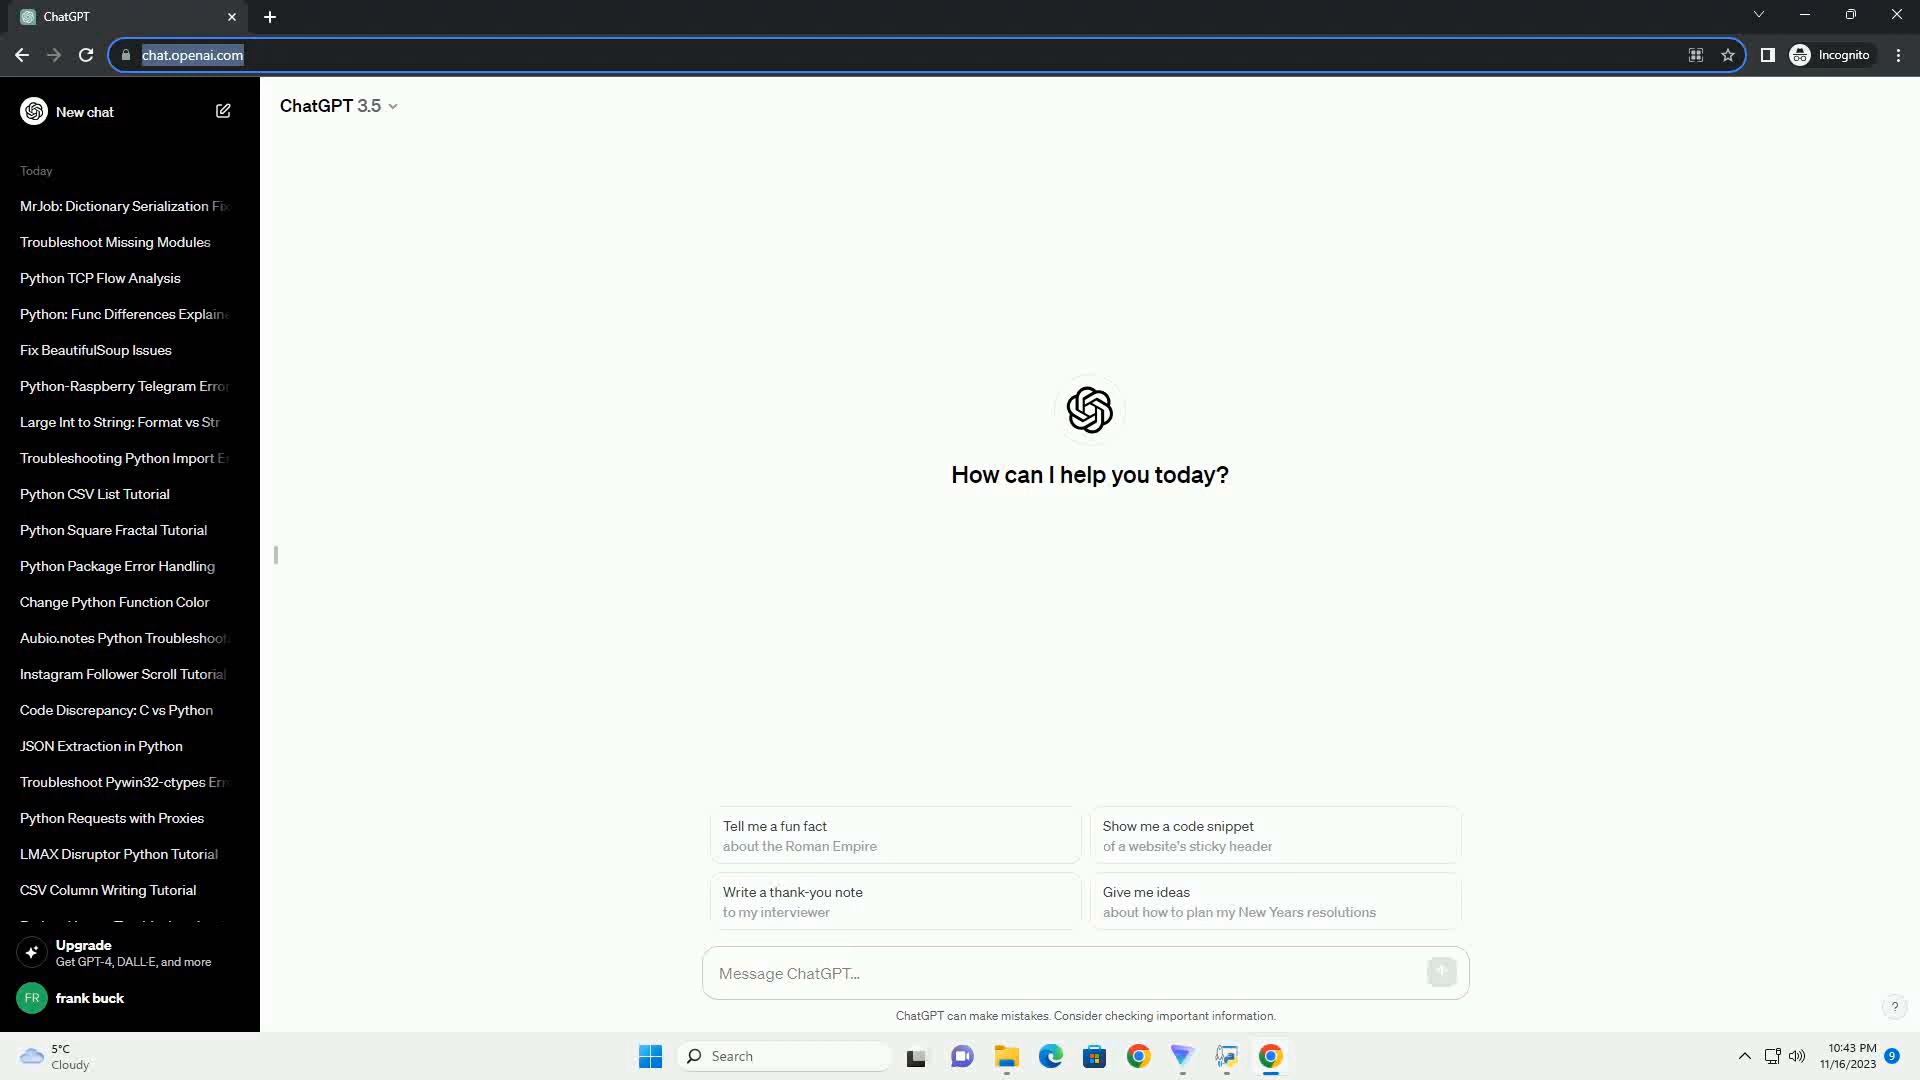 ChatGPT
chat.openai.com
Incognito
New chat
ChatGPT 3.5
Today
MrJob: Dictionary Serialization Fix
Troubleshoot Missing Modules
Python TCP Flow Analysis
Python: Func Differences Explaine
Fix BeautifulSoup Issues
Python-Raspberry Telegram Error
Large Int to String: Format vs Str
Troubleshooting Python Import Er
Python CSV List Tutorial
Python Square Fractal Tutorial
Python Package Error Handling
Change Python Function Color
Aubio.notes Python Troubleshoot
Instagram Follower Scroll Tutorial
Code Discrepancy: C vs Python
JSON Extraction in Python
Troubleshoot Pywin32-ctypes Err
Python Requests with Proxies
LMAX Disruptor Python Tutorial
CSV Column Writing Tutorial
Upgrade
Get GPT-4, DALL·E, and more
FR frank buck
How can I help you today?
Tell me a fun fact
about the Roman Empire
Show me a code snippet
of a website's sticky header
Write a thank-you note
to my interviewer
Give me ideas
about how to plan my New Years resolutions
Message ChatGPT...
ChatGPT can make mistakes. Consider checking important information.
?
5°C
Cloudy
Search
10:43 PM
11/16/2023
9